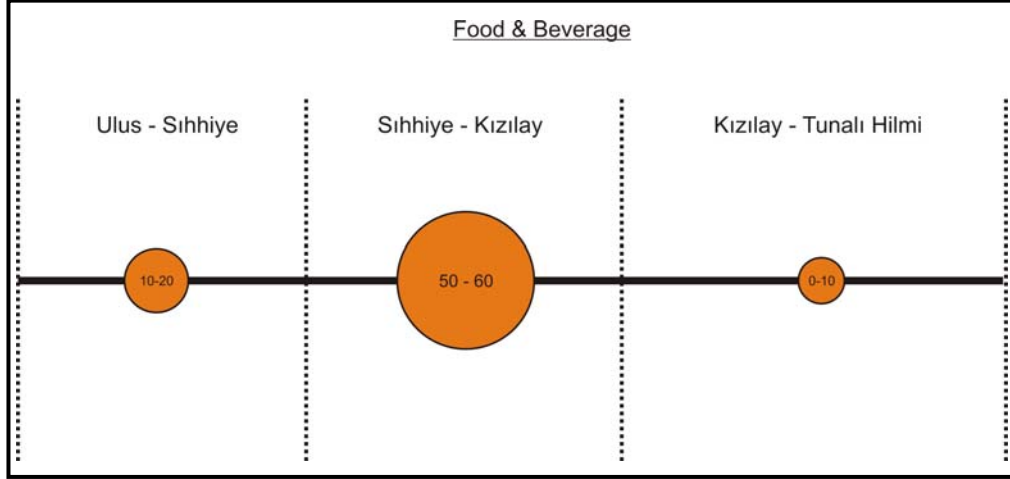 Food & Beverage
Ulus - Sıhhiye
Sıhhiye - Kızılay
Kızılay - Tunalı Hilmi
10-20
50 - 60
0-10